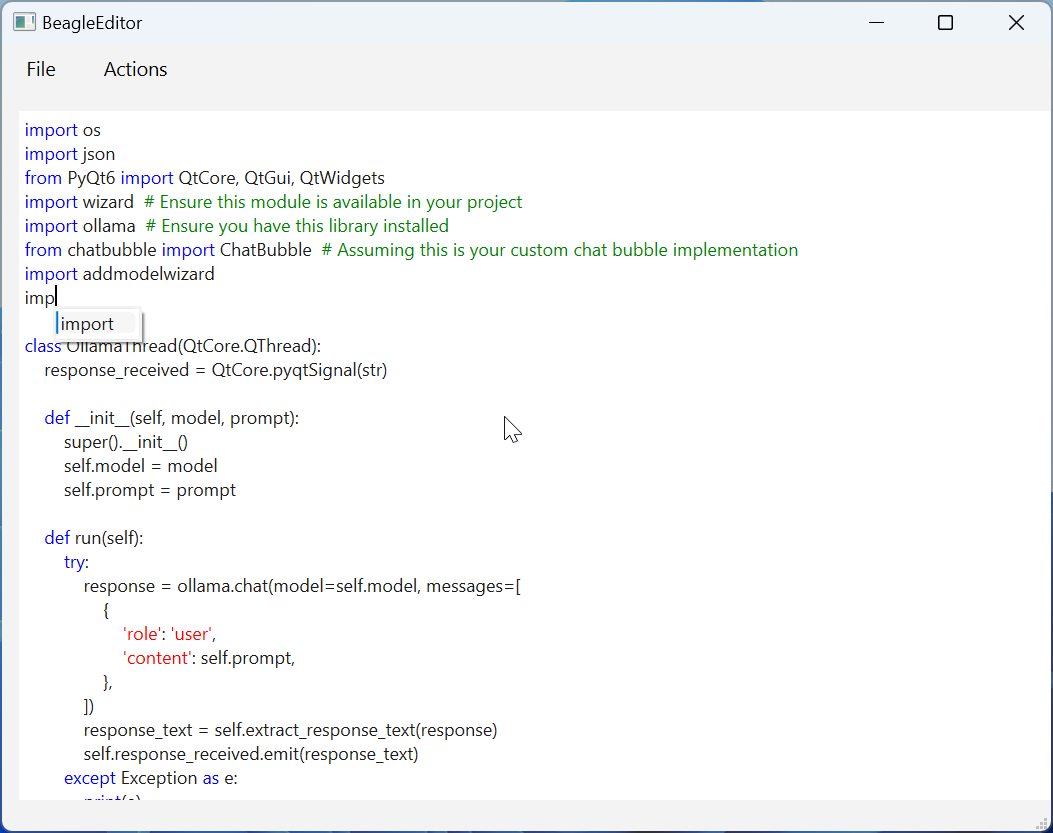 BeagleEditor
File Actions
import os
import json
from PyQt6 import QtCore, QtGui, QtWidgets
import wizard  # Ensure this module is available in your project
import ollama  # Ensure you have this library installed
from chatbubble import ChatBubble  # Assuming this is your custom chat bubble implementation
import addmodelwizard
imp
import
class OllamaThread(QtCore.QThread):
    response_received = QtCore.pyqtSignal(str)
    def __init__(self, model, prompt):
        super().__init__()
        self.model = model
        self.prompt = prompt
    def run(self):
        try:
            response = ollama.chat(model=self.model, messages=[
                {
                    'role': 'user',
                    'content': self.prompt,
                },
            ])
            response_text = self.extract_response_text(response)
            self.response_received.emit(response_text)
        except Exception as e:
            print(e)